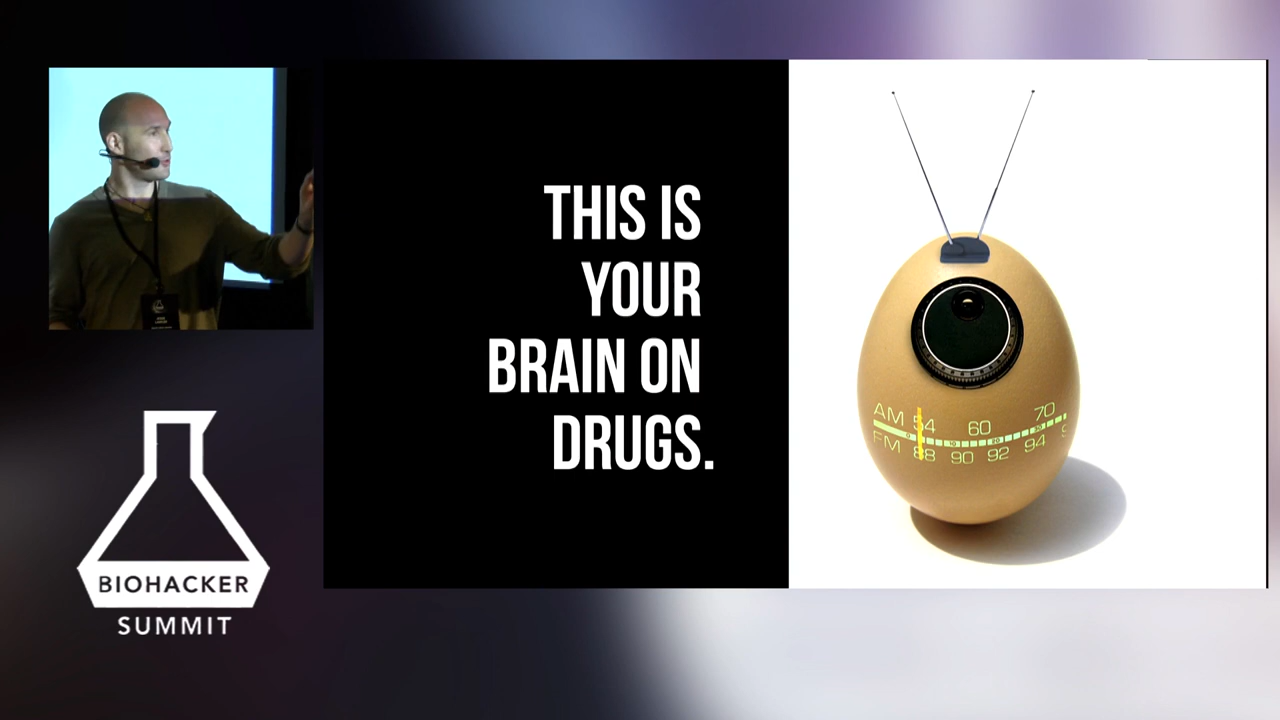 THIS IS
YOUR
BRAIN ON
DRUGS.
AM 54 60 70
FM 88 90 92 94
BIOHACKER
SUMMIT